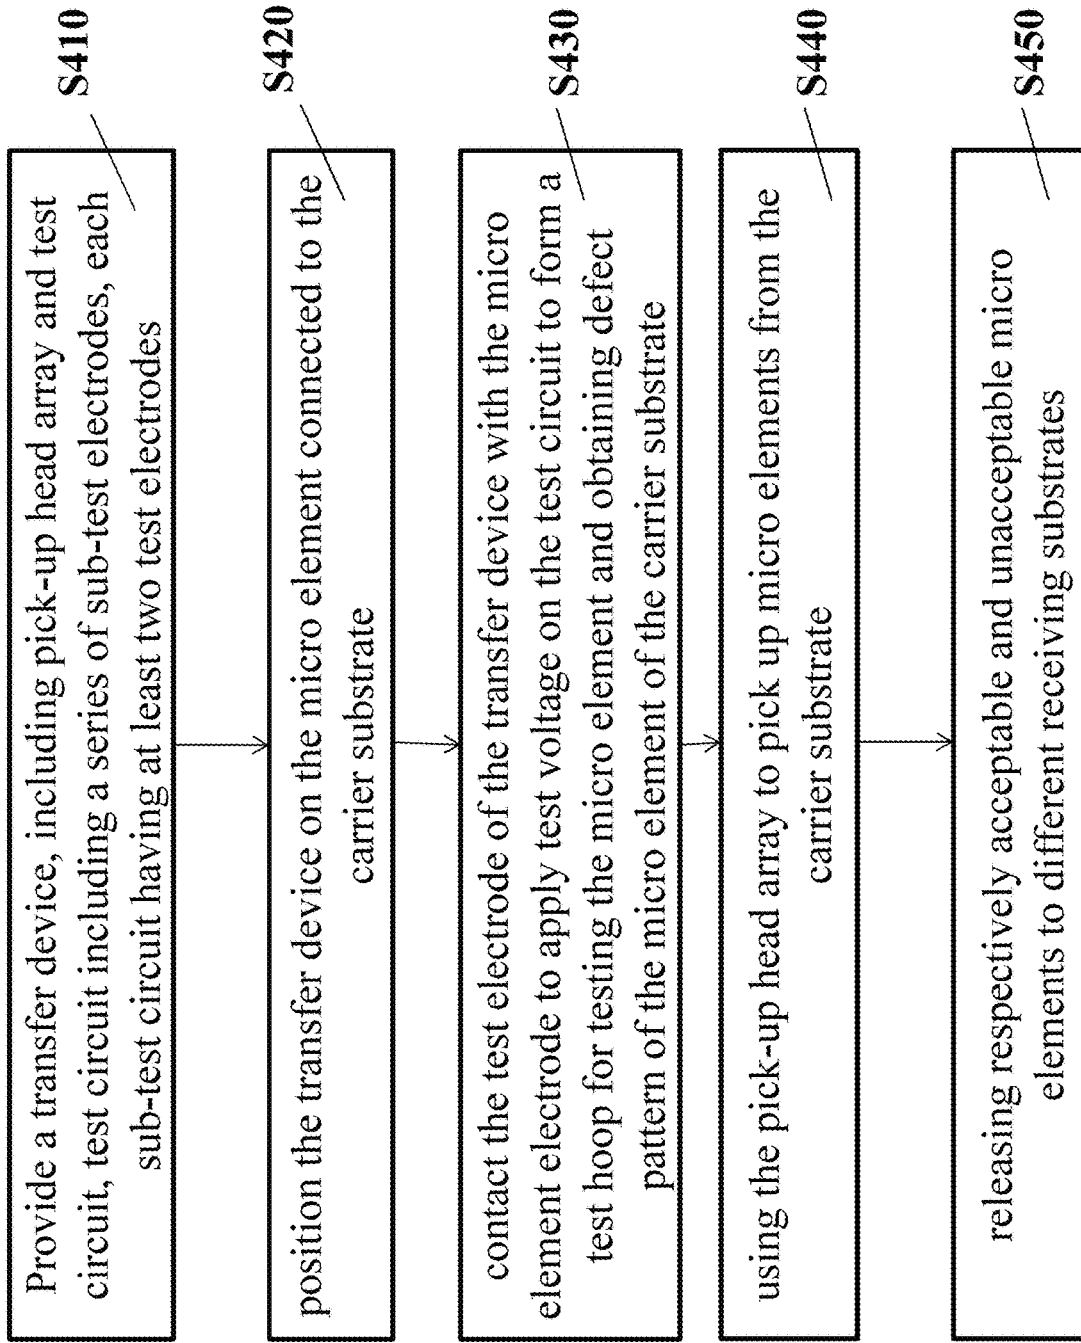 Provide a transfer device, including pick-up head array and test
circuit, test circuit including a series of sub-test electrodes, each
sub-test circuit having at least two test electrodes
S410
position the transfer device on the micro element connected to the
carrier substrate
S420
contact the test electrode of the transfer device with the micro
element electrode to apply test voltage on the test circuit to form a
test hoop for testing the micro element and obtaining defect
pattern of the micro element of the carrier substrate
S430
using the pick-up head array to pick up micro elements from the
carrier substrate
S440
releasing respectively acceptable and unacceptable micro
elements to different receiving substrates
S450